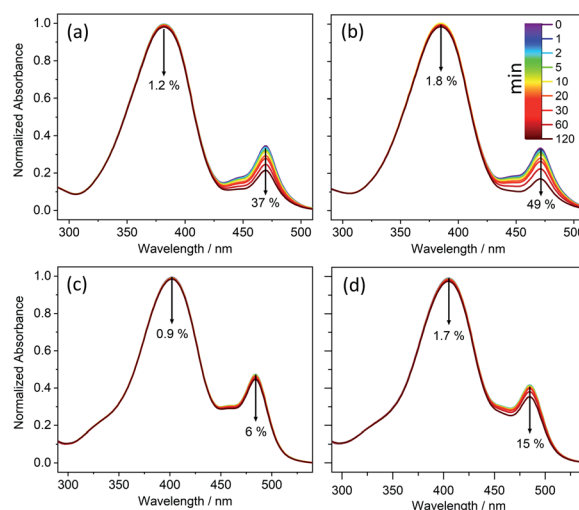 (a)
1.0
0.8
0.6
0.4
0.2
0.0
Normalized Absorbance
1.2 %
37 %
300 350 400 450 500
Wavelength / nm
(b)
min
0
1
2
5
10
20
30
60
120
1.8 %
49 %
300 350 400 450
Wavelength / nm
(c)
1.0
0.8
0.6
0.4
0.2
0.0
Normalized Absorbance
0.9 %
6 %
300 350 400 450 500
Wavelength / nm
(d)
1.7 %
15 %
300 350 400 450 500
Wavelength / nm